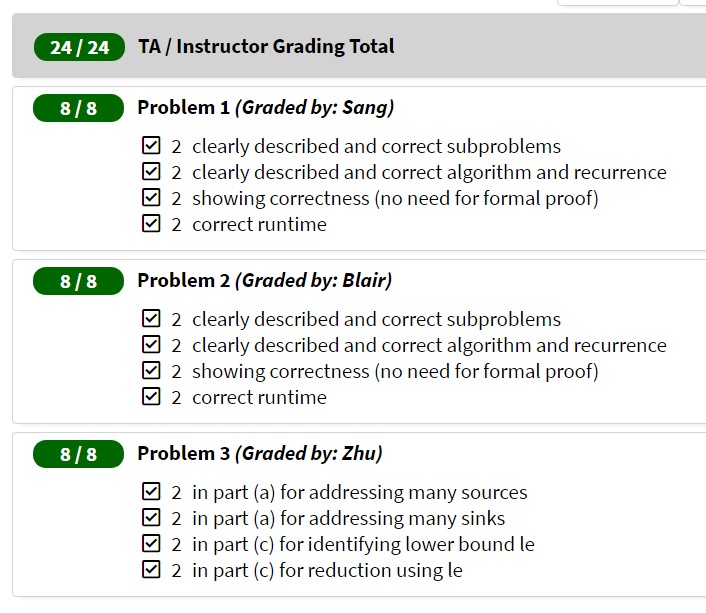 24 / 24 TA / Instructor Grading Total
8 / 8 Problem 1 (Graded by: Sang)
2 clearly described and correct subproblems
2 clearly described and correct algorithm and recurrence
2 showing correctness (no need for formal proof)
2 correct runtime
8 / 8 Problem 2 (Graded by: Blair)
2 clearly described and correct subproblems
2 clearly described and correct algorithm and recurrence
2 showing correctness (no need for formal proof)
2 correct runtime
8 / 8 Problem 3 (Graded by: Zhu)
2 in part (a) for addressing many sources
2 in part (a) for addressing many sinks
2 in part (c) for identifying lower bound le
2 in part (c) for reduction using le